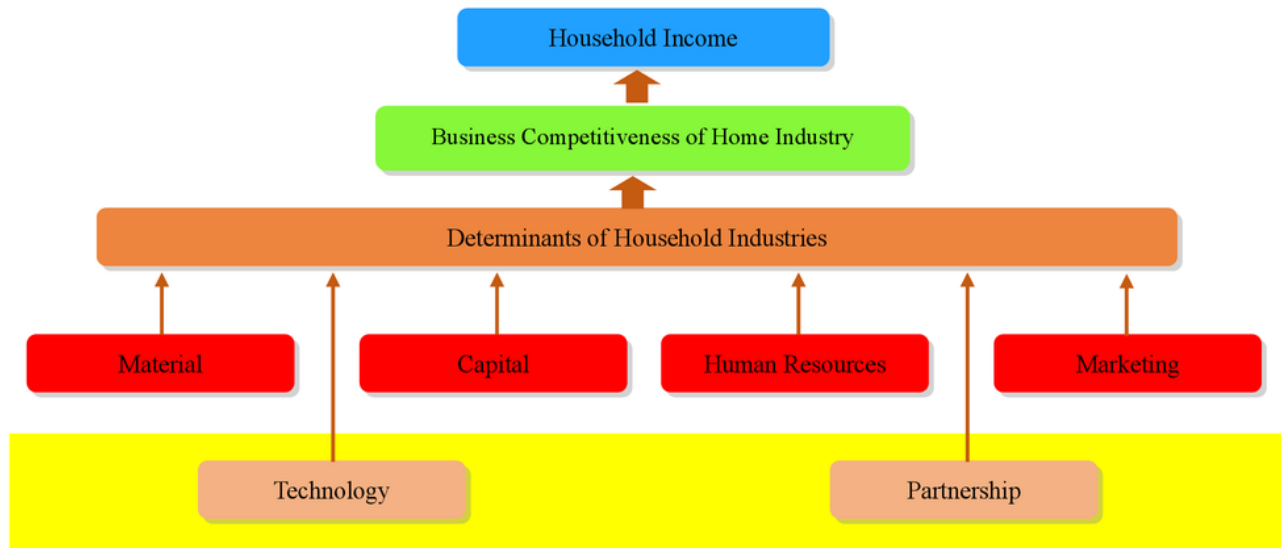 Household Income
Business Competitiveness of Home Industry
Determinants of Household Industries
Material
Capital
Human Resources
Marketing
Technology
Partnership